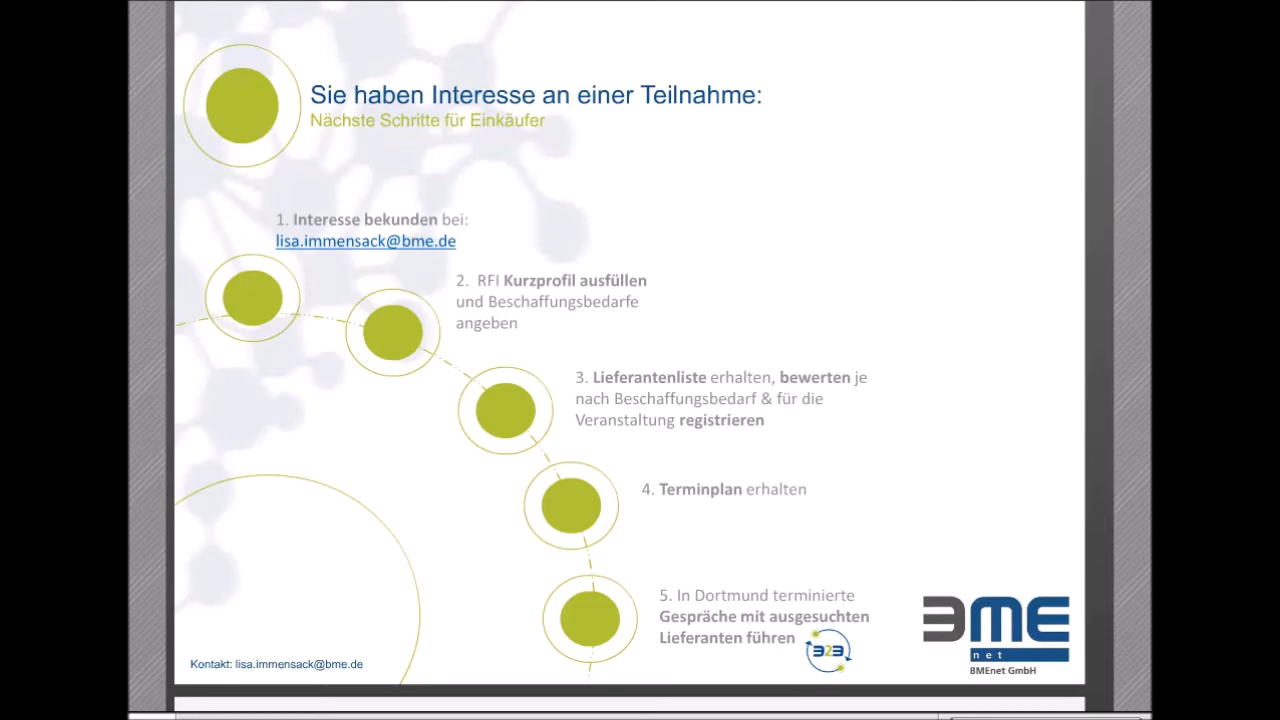 Sie haben Interesse an einer Teilnahme:
Nächste Schritte für Einkäufer
1. Interesse bekunden bei:
lisa.immensack@bme.de
2. RFI Kurzprofil ausfüllen
und Beschaffungsbedarfe
angeben
3. Lieferantenliste erhalten, bewerten je
nach Beschaffungsbedarf & für die
Veranstaltung registrieren
4. Terminplan erhalten
5. In Dortmund terminierte
Gespräche mit ausgesuchten
Lieferanten führen
B2B
BME
net
BMEnet GmbH
Kontakt: lisa.immensack@bme.de